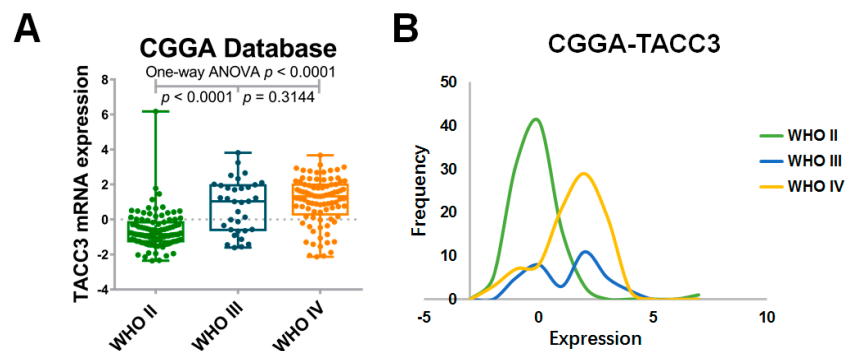 A
CGGA Database
One-way ANOVA p < 0.0001
p < 0.0001 p = 0.3144
TACC3 mRNA expression
8
6
4
2
0
-2
-4
WHO II
WHO III
WHO IV
B
CGGA-TACC3
Frequency
50
40
30
20
10
0
-5 0 5 10
Expression
WHO II
WHO III
WHO IV